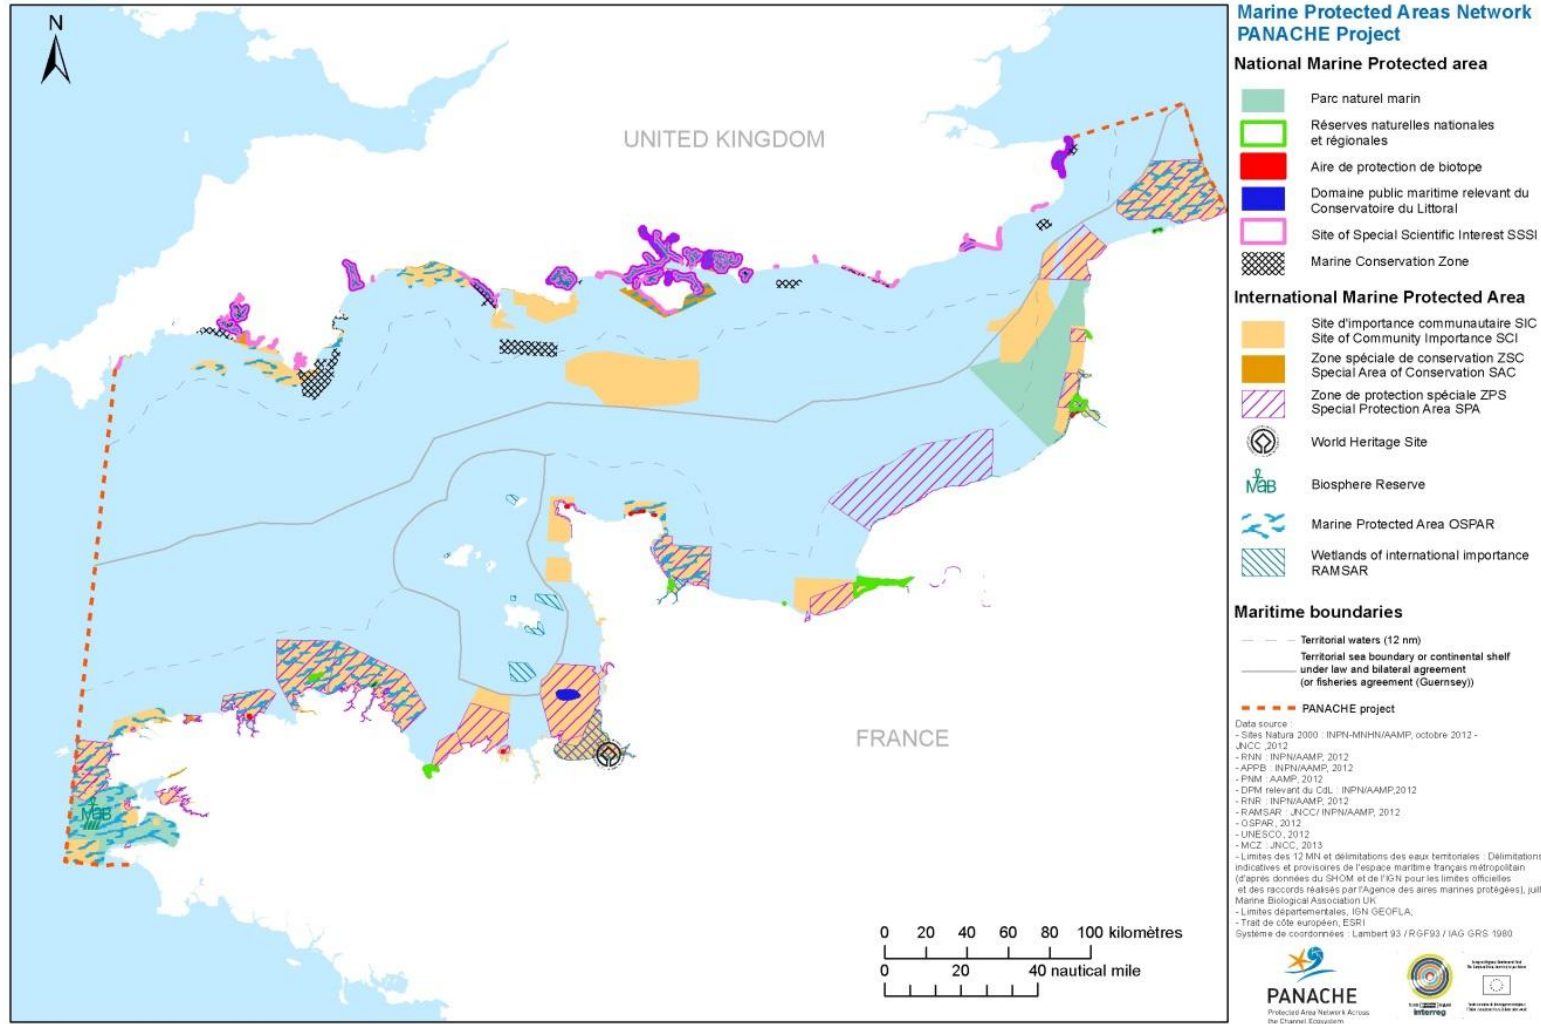 N
UNITED KINGDOM
FRANCE
MaB
0 20 40 60 80 100 kilomètres
0 20 40 nautical mile
Marine Protected Areas Network
PANACHE Project
National Marine Protected area
Parc naturel marin
Réserves naturelles nationales
et régionales
Aire de protection de biotope
Domaine public maritime relevant du
Conservatoire du Littoral
Site of Special Scientific Interest SSSI
Marine Conservation Zone
International Marine Protected Area
Site d'importance communautaire SIC
Site of Community Importance SCI
Zone spéciale de conservation ZSC
Special Area of Conservation SAC
Zone de protection spéciale ZPS
Special Protection Area SPA
World Heritage Site
MaB
Biosphere Reserve
Marine Protected Area OSPAR
Wetlands of international importance
RAMSAR
Maritime boundaries
Territorial waters (12 nm)
Territorial sea boundary or continental shelf
under law and bilateral agreement
(or fisheries agreement (Guernsey))
PANACHE project
Data source :
- Sites Natura 2000 : INPN-MNHN/AAMP, octobre 2012 -
JNCC ,2012
- RNN : INPN/AAMP, 2012
- APPB : INPN/AAMP, 2012
- PNM : AAMP, 2012
- DPM relevant du CdL : INPN/AAMP,2012
- RNR : INPN/AAMP, 2012
- RAMSAR : JNCC/ INPN/AAMP, 2012
- OSPAR, 2012
- UNESCO, 2012
- MCZ : JNCC, 2013
- Limites des 12 MN et délimitations des eaux territoriales : Délimitations
indicatives et provisoires de l'espace maritime français métropolitain
(d'après données du SHOM et de l'IGN pour les limites officielles
et des raccords réalisés par l'Agence des aires marines protégées), juil
Marine Biological Association UK
- Limites départementales, IGN GEOFLA;
- Trait de côte européen, ESRI
Système de coordonnées : Lambert 93 / RGF93 / IAG GRS 1980
PANACHE
Protected Area Network Across
the Channel Ecosystem
Interreg